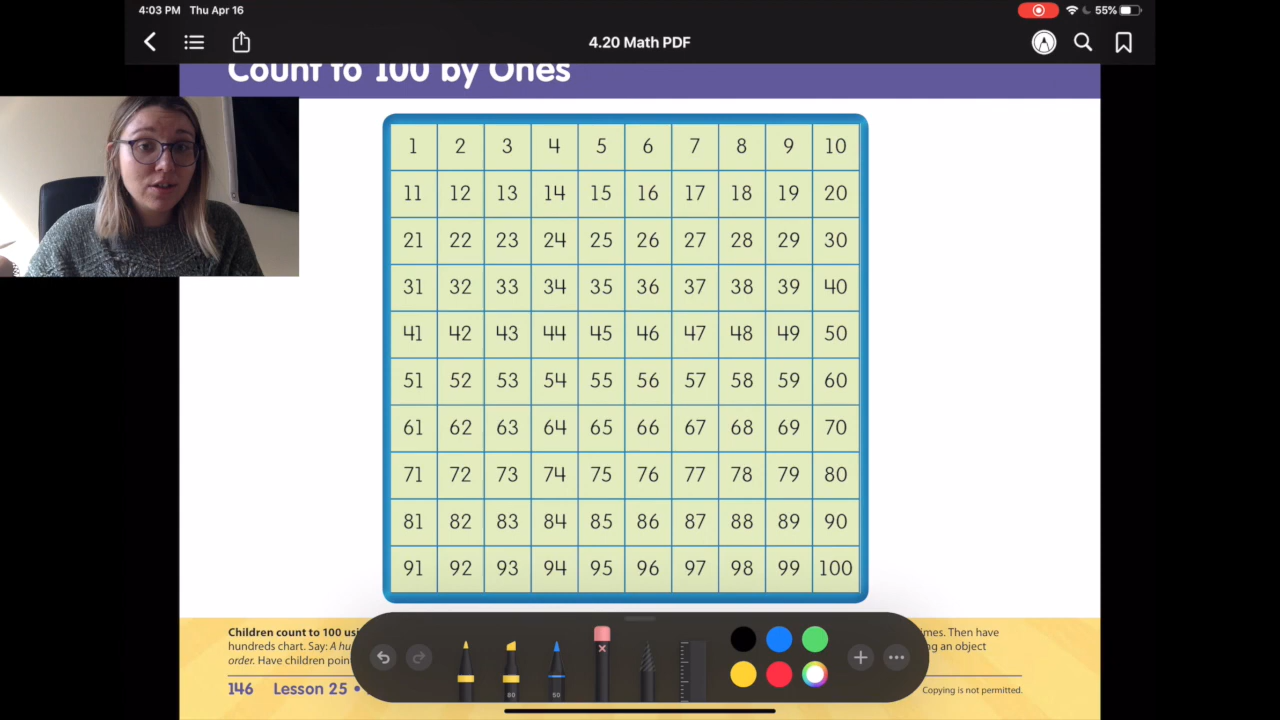 4:03 PM Thu Apr 16 55%
4.20 Math PDF
Count to 100 by Ones
1 2 3 4 5 6 7 8 9 10
11 12 13 14 15 16 17 18 19 20
21 22 23 24 25 26 27 28 29 30
31 32 33 34 35 36 37 38 39 40
41 42 43 44 45 46 47 48 49 50
51 52 53 54 55 56 57 58 59 60
61 62 63 64 65 66 67 68 69 70
71 72 73 74 75 76 77 78 79 80
81 82 83 84 85 86 87 88 89 90
91 92 93 94 95 96 97 98 99 100
Children count to 100 Then have
hundreds chart. Say: A an object
order. Have children
146 Lesson 25 • Copying is not permitted.
80 50